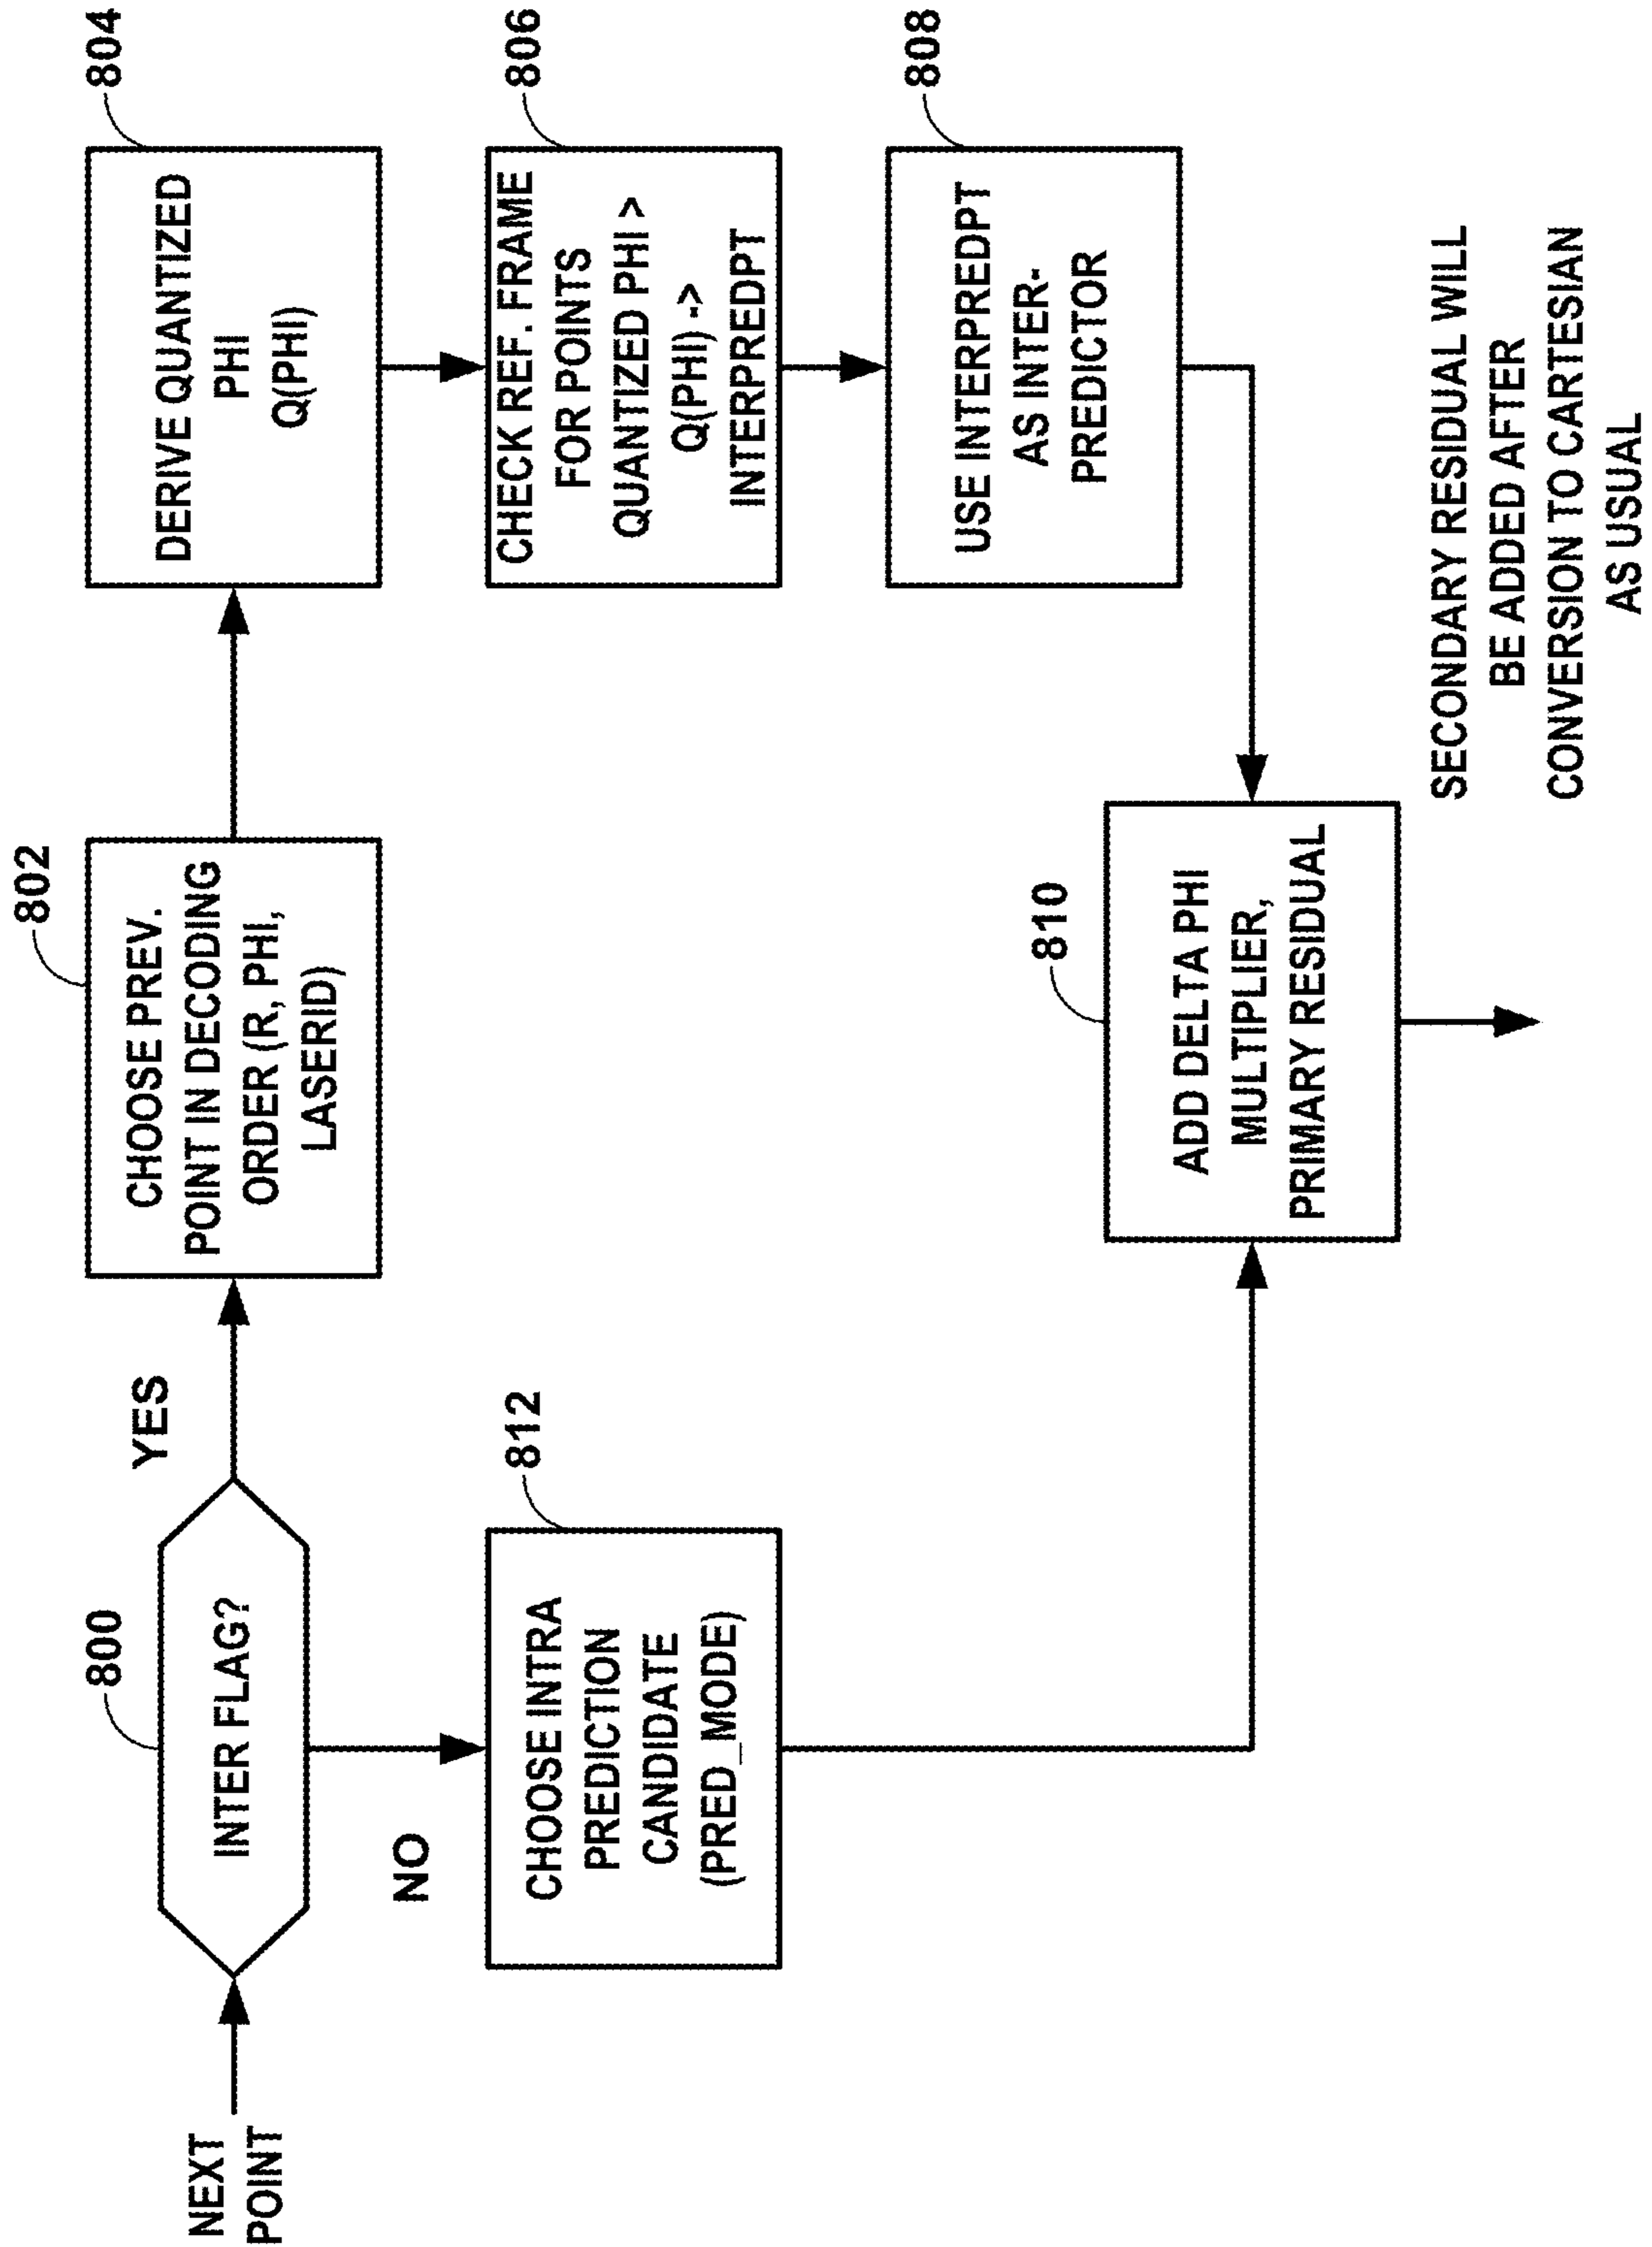 NEXT
POINT
800
INTER FLAG?
YES
NO
802
CHOOSE PREV.
POINT IN DECODING
ORDER (R, PHI,
LASERID)
804
DERIVE QUANTIZED
PHI
Q(PHI)
806
CHECK REF. FRAME
FOR POINTS
QUANTIZED PHI >
Q(PHI) ->
INTERPREDPT
808
USE INTERPREDPT
AS INTER-
PREDICTOR
812
CHOOSE INTRA
PREDICTION
CANDIDATE
(PRED_MODE)
810
ADD DELTA PHI
MULTIPLIER,
PRIMARY RESIDUAL
SECONDARY RESIDUAL WILL
BE ADDED AFTER
CONVERSION TO CARTESIAN
AS USUAL